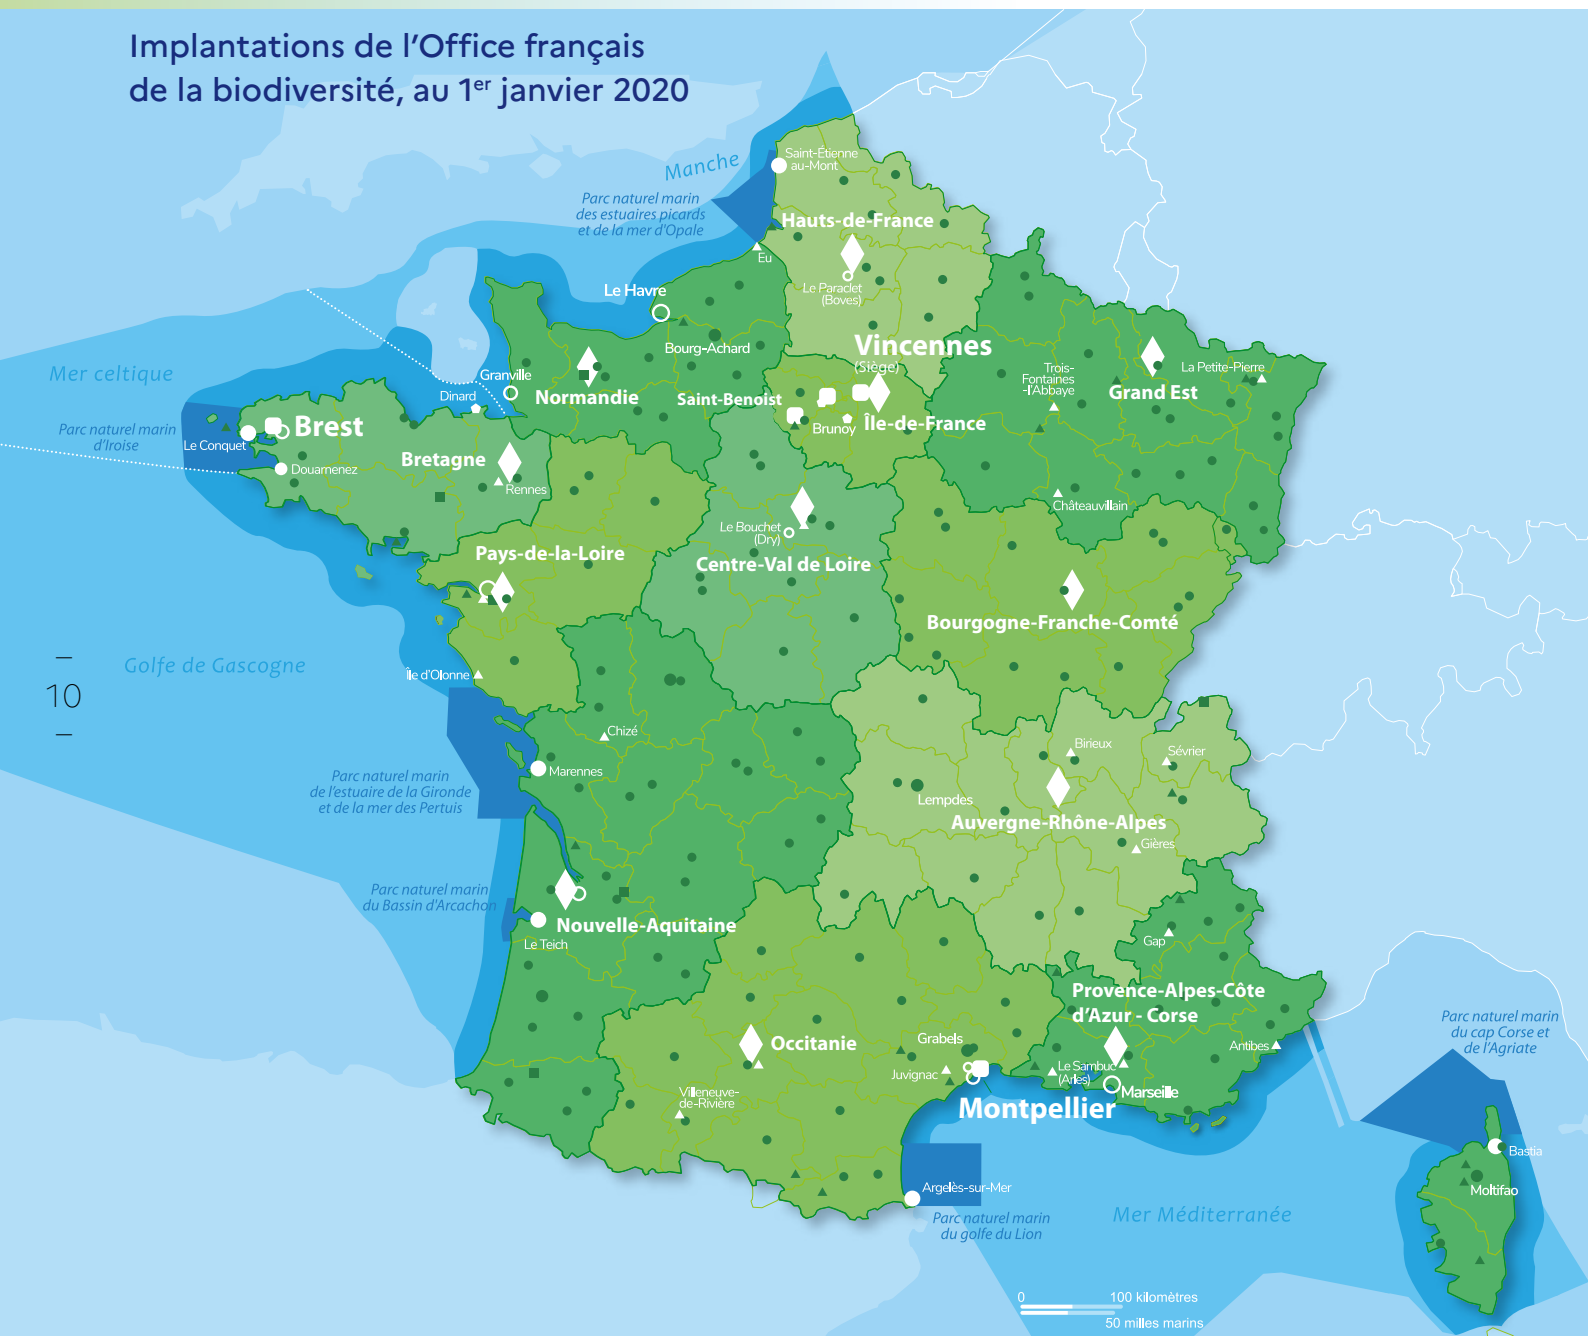 Implantations de l'Office français
de la biodiversité, au 1er janvier 2020
Manche
Saint-Étienne
au-Mont
Parc naturel marin
des estuaires picards
et de la mer d'Opale
Hauts-de-France
Eu
Le Paraclet
(Boves)
Le Havre
Bourg-Achard
Vincennes
(Siège)
Mer celtique
Granville
Dinard
Normandie
Saint-Benoist
Brunoy
Île-de-France
Trois-
Fontaines
-l'Abbaye
La Petite-Pierre
Grand Est
Parc naturel marin
d'Iroise
Le Conquet
Brest
Douarnenez
Bretagne
Rennes
Châteauvillain
Le Bouchet
(Dry)
Pays-de-la-Loire
Centre-Val de Loire
Bourgogne-Franche-Comté
Golfe de Gascogne
10
Île d'Olonne
Chizé
Marennes
Birieux
Sévrier
Parc naturel marin
de l'estuaire de la Gironde
et de la mer des Pertuis
Lempdes
Auvergne-Rhône-Alpes
Gières
Parc naturel marin
du Bassin d'Arcachon
Nouvelle-Aquitaine
Le Teich
Gap
Provence-Alpes-Côte
d'Azur - Corse
Occitanie
Grabels
Juvignac
Le Sambuc
(Arles)
Antibes
Marseille
Villeneuve-
de-Rivière
Montpellier
Parc naturel marin
du cap Corse et
de l'Agriate
Bastia
Moltifao
Argelès-sur-Mer
Parc naturel marin
du golfe du Lion
Mer Méditerranée
0
100 kilomètres
50 milles marins